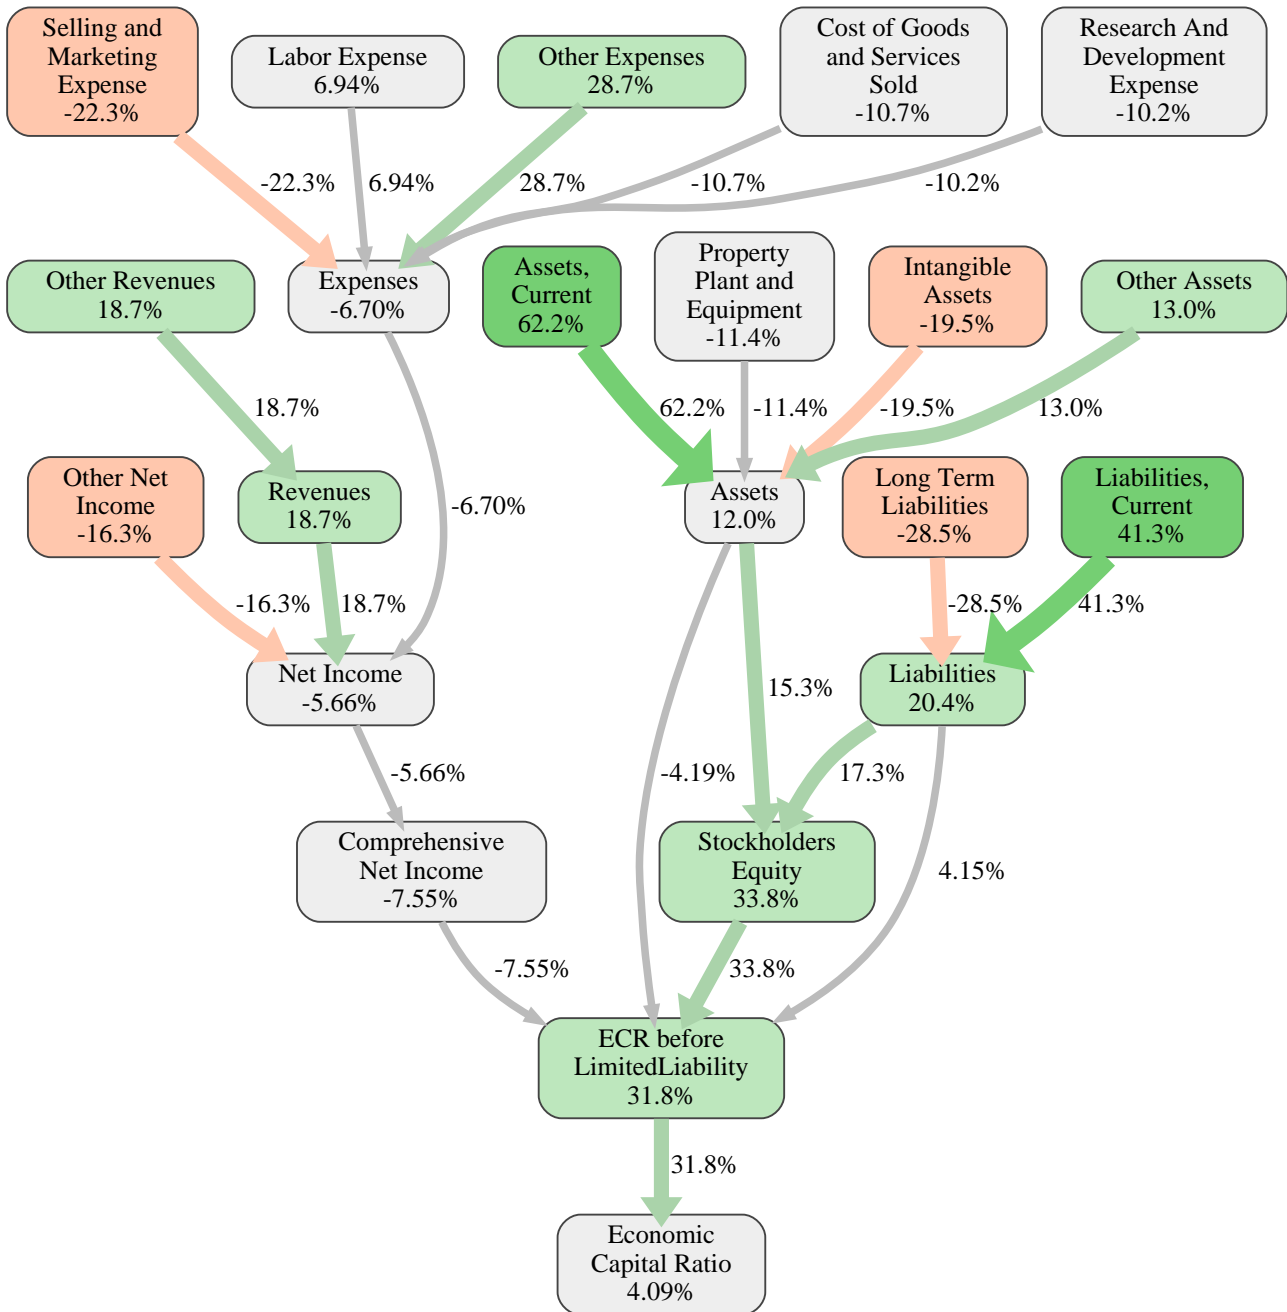 Selling and
Marketing
Expense
-22.3%
Labor Expense
6.94%
Other Expenses
28.7%
Cost of Goods
and Services
Sold
-10.7%
Research And
Development
Expense
-10.2%
-22.3%
6.94%
28.7%
-10.7%
-10.2%
Other Revenues
18.7%
Expenses
-6.70%
Assets,
Current
62.2%
Property
Plant and
Equipment
-11.4%
Intangible
Assets
-19.5%
Other Assets
13.0%
18.7%
-6.70%
62.2%
-11.4%
-19.5%
13.0%
Other Net
Income
-16.3%
Revenues
18.7%
Assets
12.0%
Long Term
Liabilities
-28.5%
Liabilities,
Current
41.3%
-16.3%
18.7%
-28.5%
41.3%
Net Income
-5.66%
Liabilities
20.4%
15.3%
-5.66%
-4.19%
17.3%
4.15%
Comprehensive
Net Income
-7.55%
Stockholders
Equity
33.8%
-7.55%
33.8%
ECR before
LimitedLiability
31.8%
31.8%
Economic
Capital Ratio
4.09%